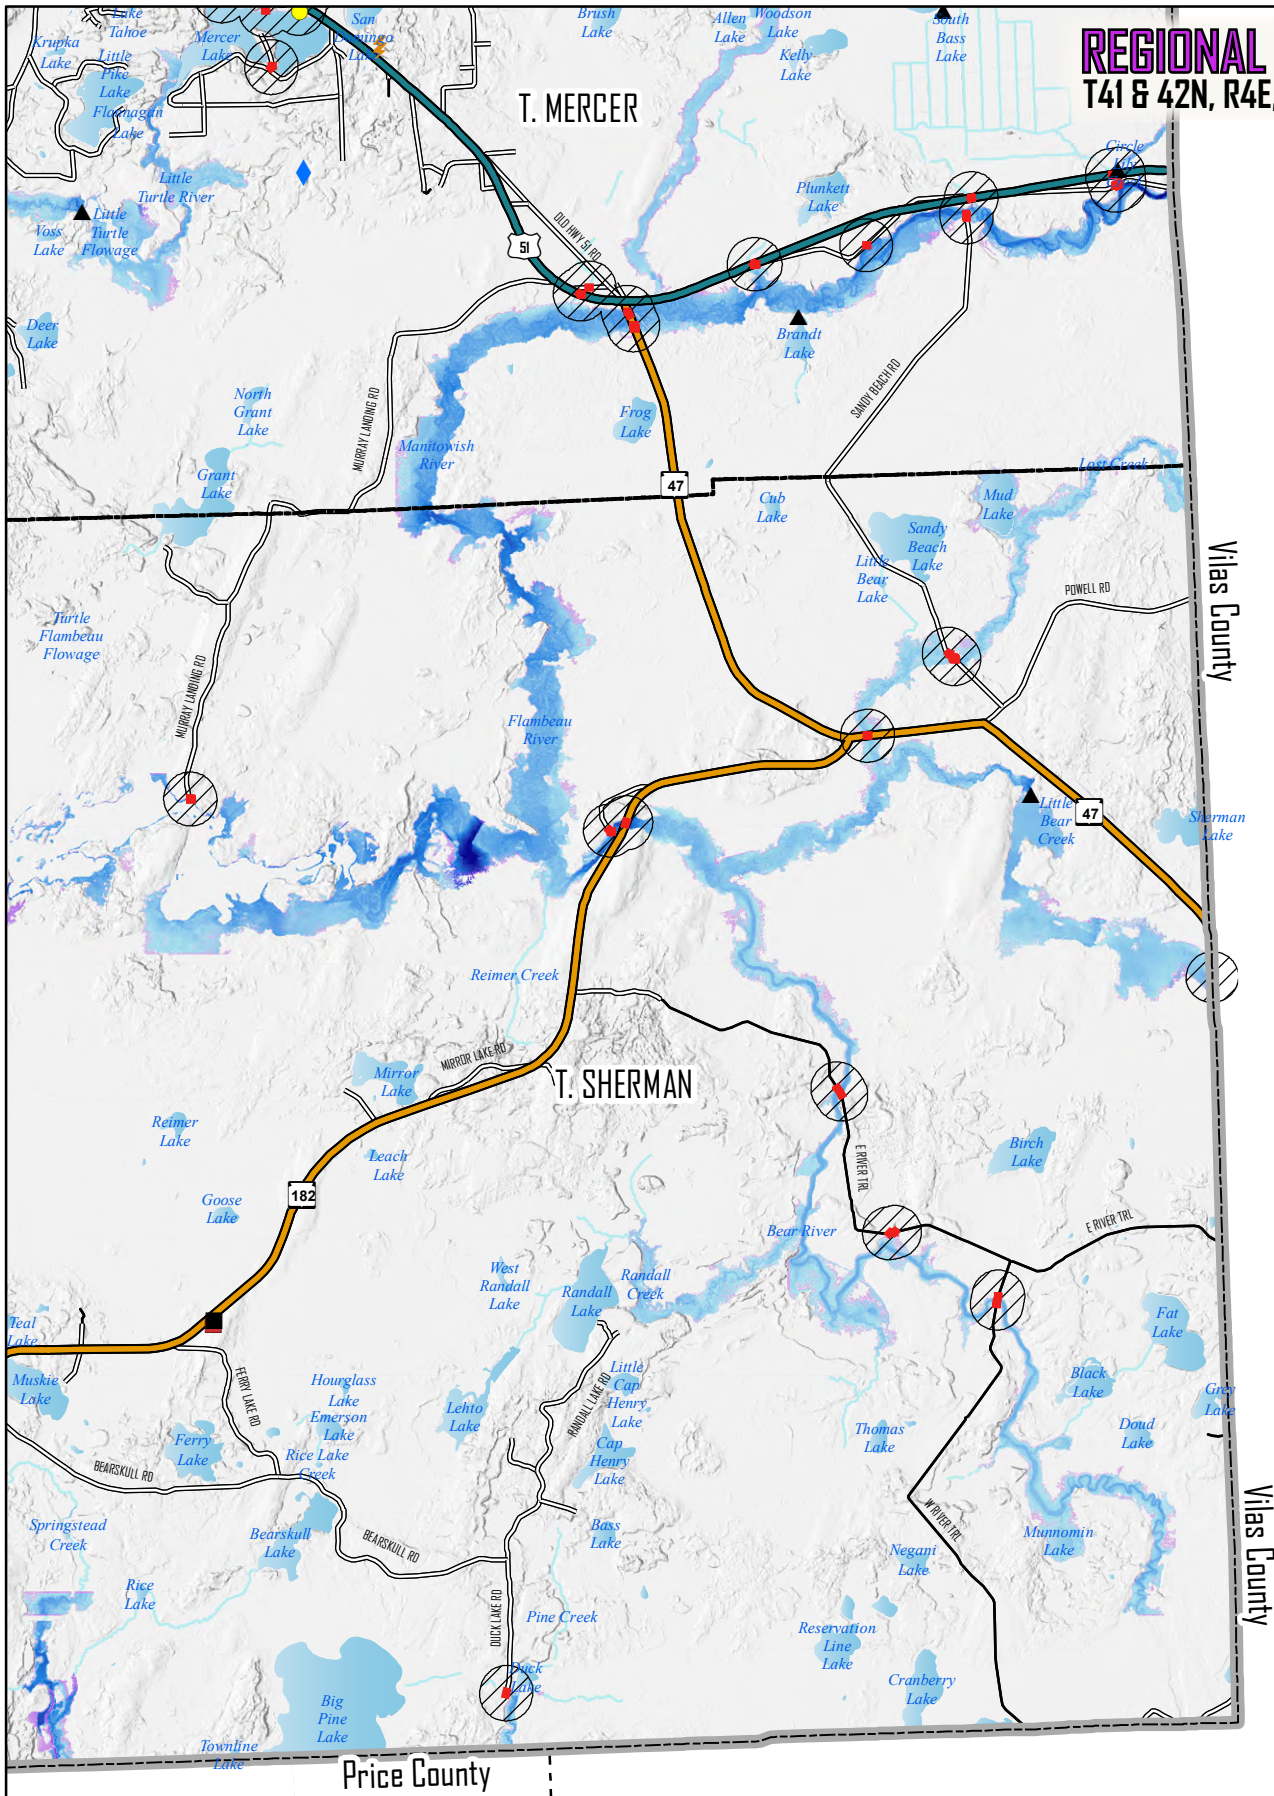 REGIONAL
T41 & 42N, R4E,
Lake
Tahoe
Krupka
Lake
Little
Pike
Lake
Flannagan
Lake
Mercer
Lake
San
Domingo
Lake
Brush
Lake
Allen
Lake
Woodson
Lake
Kelly
Lake
South
Bass
Lake
T. MERCER
Circle
Lily
Little
Turtle River
Little
Turtle
Flowage
Voss
Lake
Plunkett
Lake
OLD HWY 51 RD
51
Deer
Lake
Brandt
Lake
SANDY BEACH RD
North
Grant
Lake
MURRAY LANDING RD
Frog
Lake
Manitowish
River
Grant
Lake
47
Cub
Lake
Lost Creek
Mud
Lake
Sandy
Beach
Lake
Little
Bear
Lake
POWELL RD
Vilas County
Turtle
Flambeau
Flowage
MURRAY LANDING RD
Flambeau
River
47
Little
Bear
Creek
Sherman
Lake
Reimer Creek
MIRROR LAKE RD
Mirror
Lake
T. SHERMAN
Reimer
Lake
Leach
Lake
Birch
Lake
E RIVER TRL
182
Goose
Lake
Bear River
E RIVER TRL
West
Randall
Lake
Randall
Lake
Randall
Creek
Teal
Lake
Fat
Lake
Muskie
Lake
FERRY LAKE RD
Hourglass
Lake
Emerson
Lake
Lehto
Lake
RANDALL LAKE RD
Little
Cap
Henry
Lake
Black
Lake
Grey
Lake
Ferry
Lake
Rice Lake
Creek
Cap
Henry
Lake
Thomas
Lake
Doud
Lake
BEARSKULL RD
W RIVER TRL
Vilas County
Springstead
Creek
Bearskull
Lake
BEARSKULL RD
Bass
Lake
Negani
Lake
Munnomin
Lake
Rice
Lake
DUCK LAKE RD
Pine Creek
Reservation
Line
Lake
Duck
Lake
Cranberry
Lake
Big
Pine
Lake
Townline
Lake
Price County